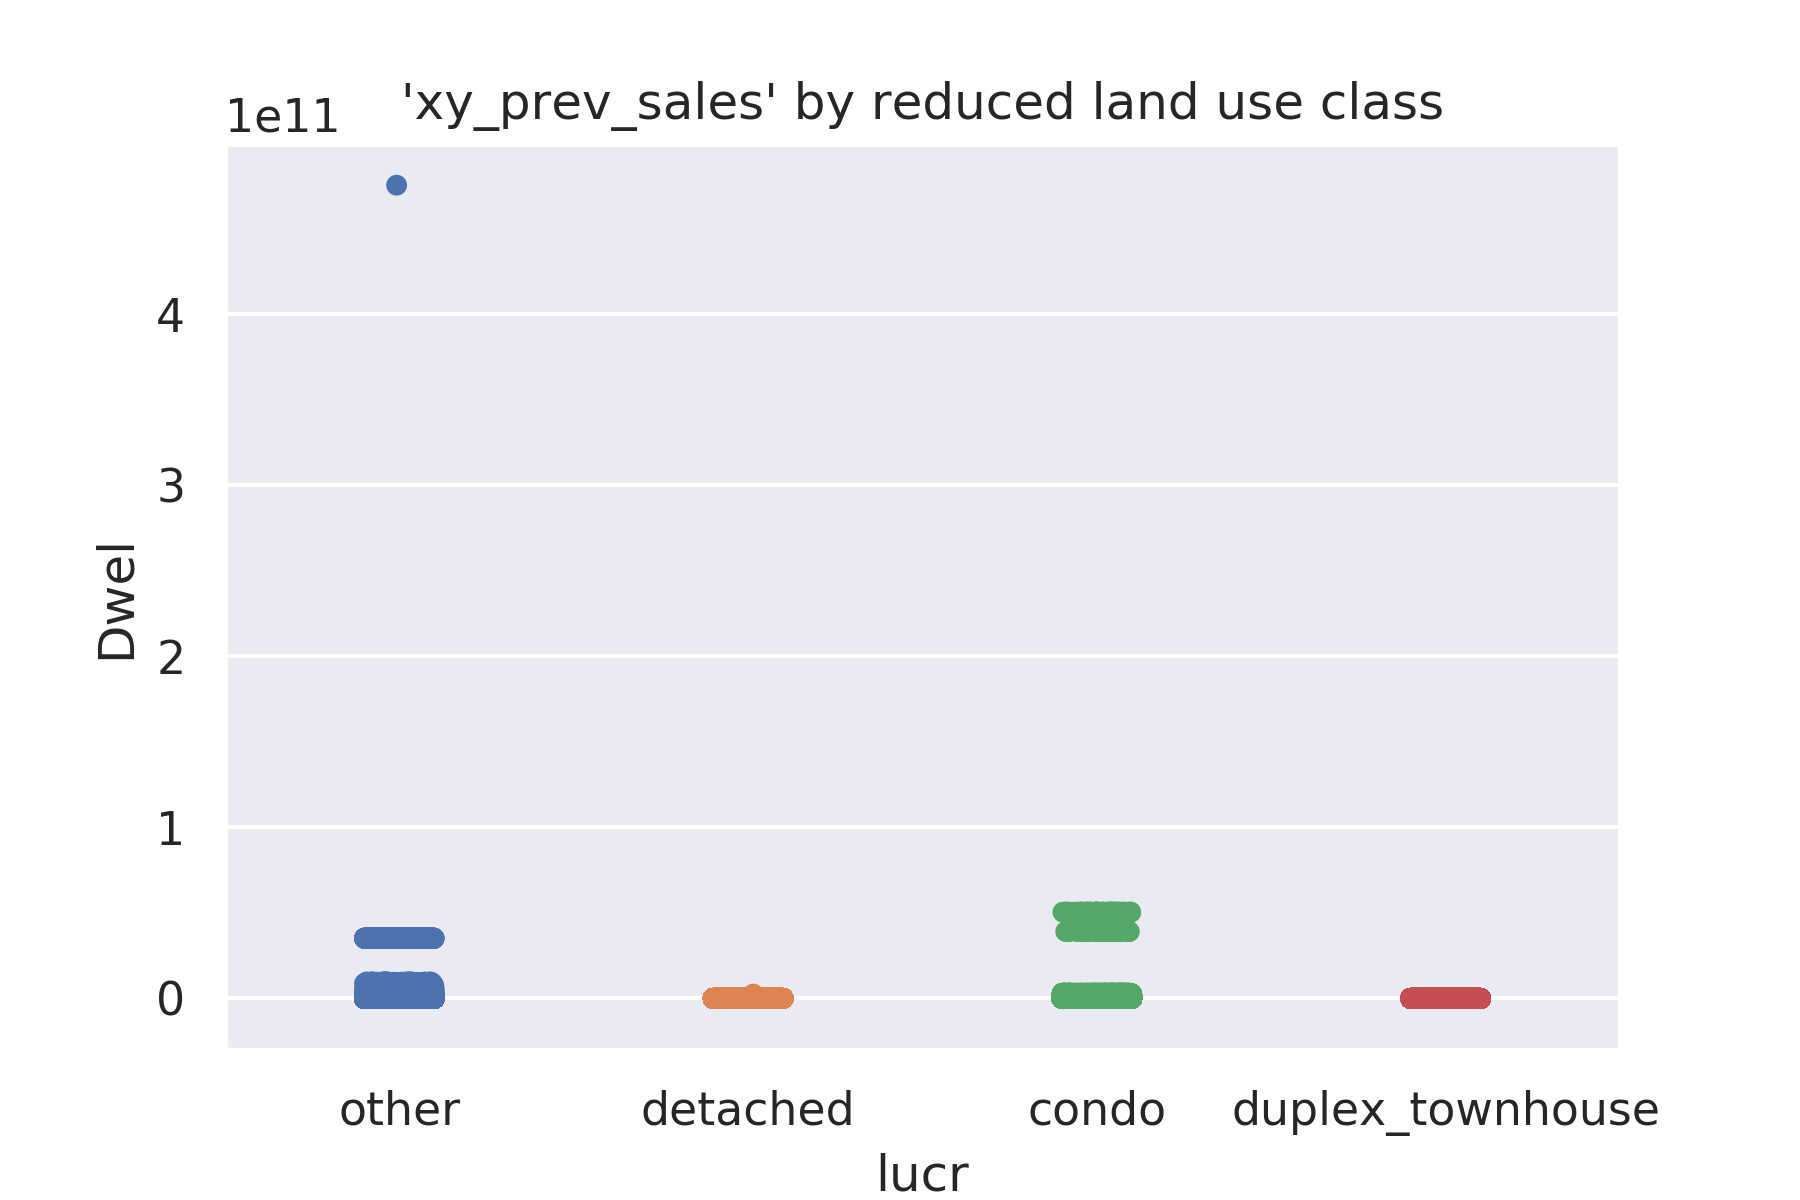 'xy_prev_sales' by reduced land use class
1e11
4
3
2
1
0
Dwel
other detached condo duplex_townhouse
lucr